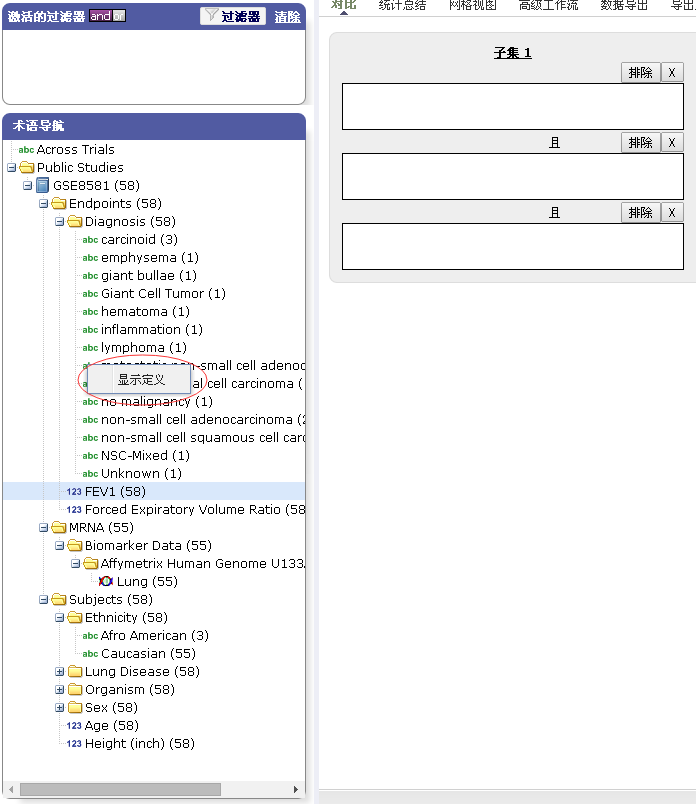 激活的过滤器 and or 过滤器 清除
术语导航
abc Across Trials
Public Studies
GSE8581 (58)
Endpoints (58)
Diagnosis (58)
abc carcinoid (3)
abc emphysema (1)
abc giant bullae (1)
abc Giant Cell Tumor (1)
abc hematoma (1)
abc inflammation (1)
abc lymphoma (1)
non-small cell adenoc
显示定义
al cell carcinoma (
abc no malignancy (1)
abc non-small cell adenocarcinoma (2
abc non-small cell squamous cell carc
abc NSC-Mixed (1)
abc Unknown (1)
123 FEV1 (58)
123 Forced Expiratory Volume Ratio (58
MRNA (55)
Biomarker Data (55)
Affymetrix Human Genome U133A
Lung (55)
Subjects (58)
Ethnicity (58)
abc Afro American (3)
abc Caucasian (55)
Lung Disease (58)
Organism (58)
Sex (58)
123 Age (58)
123 Height (inch) (58)
对比 统计总结 网格视图 高级工作流 数据导出 导出
子集 1
排除 X
且 排除 X
且 排除 X